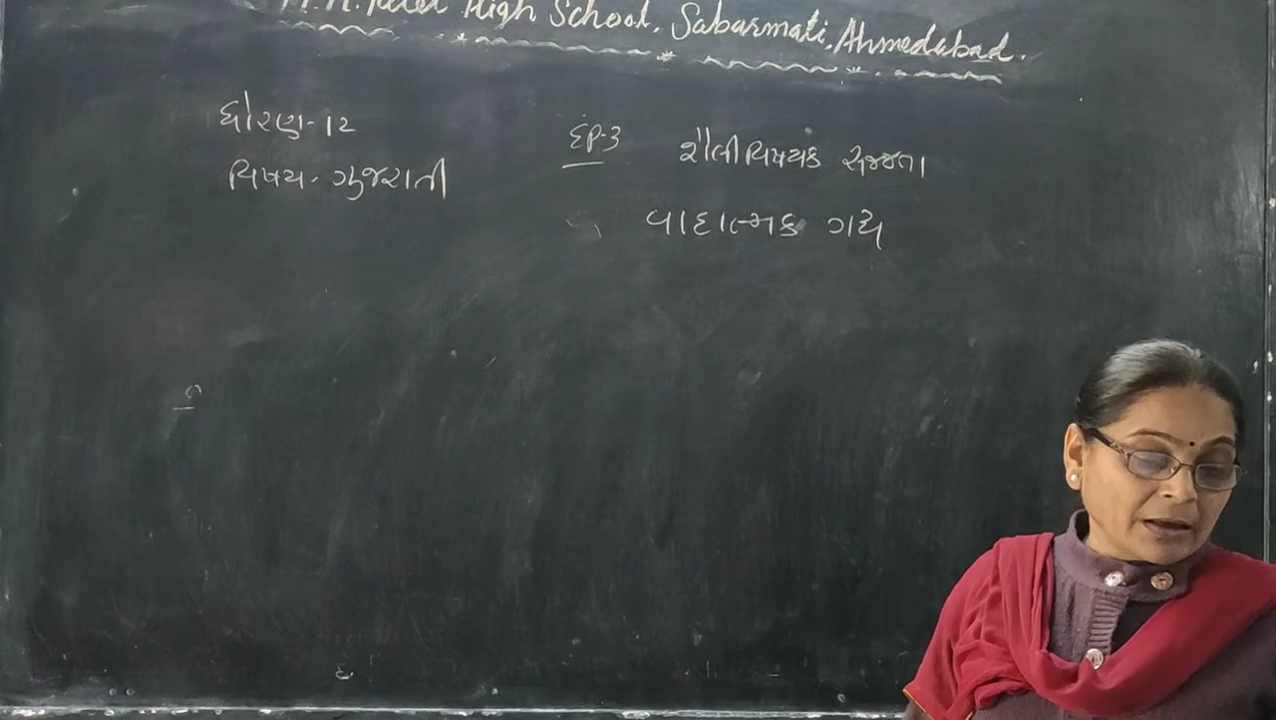 High School, Sabarmati, Ahmedabad.
ધોરણ-12
વિષય- ગુજરાતી
EP-3 શૈલીવિષયક સજ્જતા
વાદાત્મક ગદ્ય